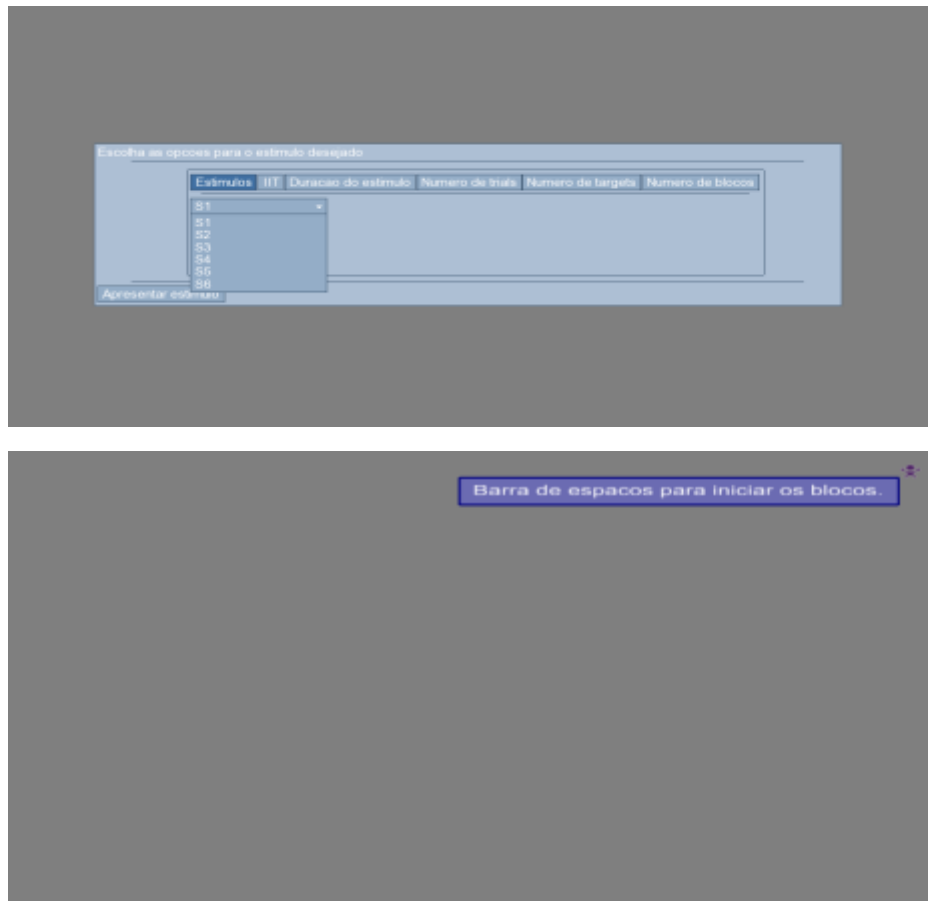 Escolha as opcoes para o estimulo desejado
Estimulos IIT Duracao do estimulo Numero de trials Numero de targets Numero de blocos
S1
S1
S2
S3
S4
S5
S6
Apresentar estimulo
Barra de espacos para iniciar os blocos.